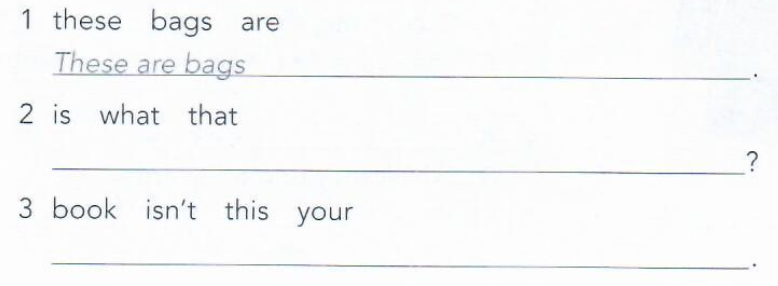 1 these bags are
These are bags .
2 is what that
?
3 book isn't this your
.